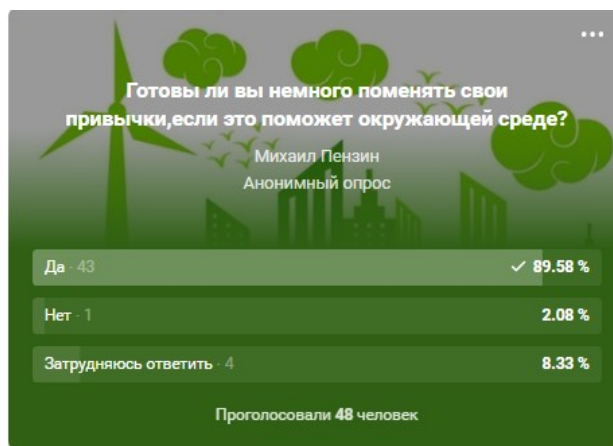 Готовы ли вы немного поменять свои
привычки,если это поможет окружающей среде?
Михаил Пензин
Анонимный опрос
Да · 43 89.58 %
Нет · 1 2.08 %
Затрудняюсь ответить · 4 8.33 %
Проголосовали 48 человек